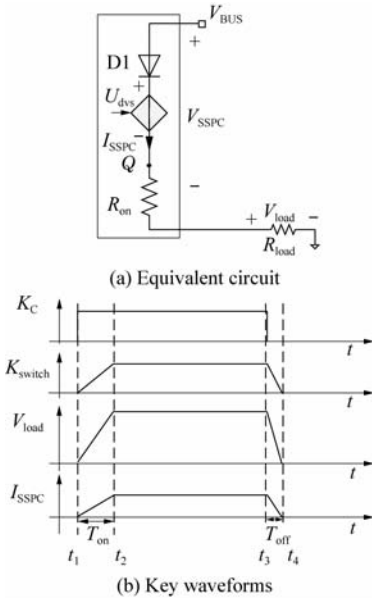 V_BUS
+
D1
+
U_dvs
V_SSPC
I_SSPC
−
Q
−
R_on
+ V_load −
R_load
(a) Equivalent circuit
K_C
t
K_switch
t
V_load
t
I_SSPC
T_on T_off t
t_1 t_2 t_3 t_4
(b) Key waveforms